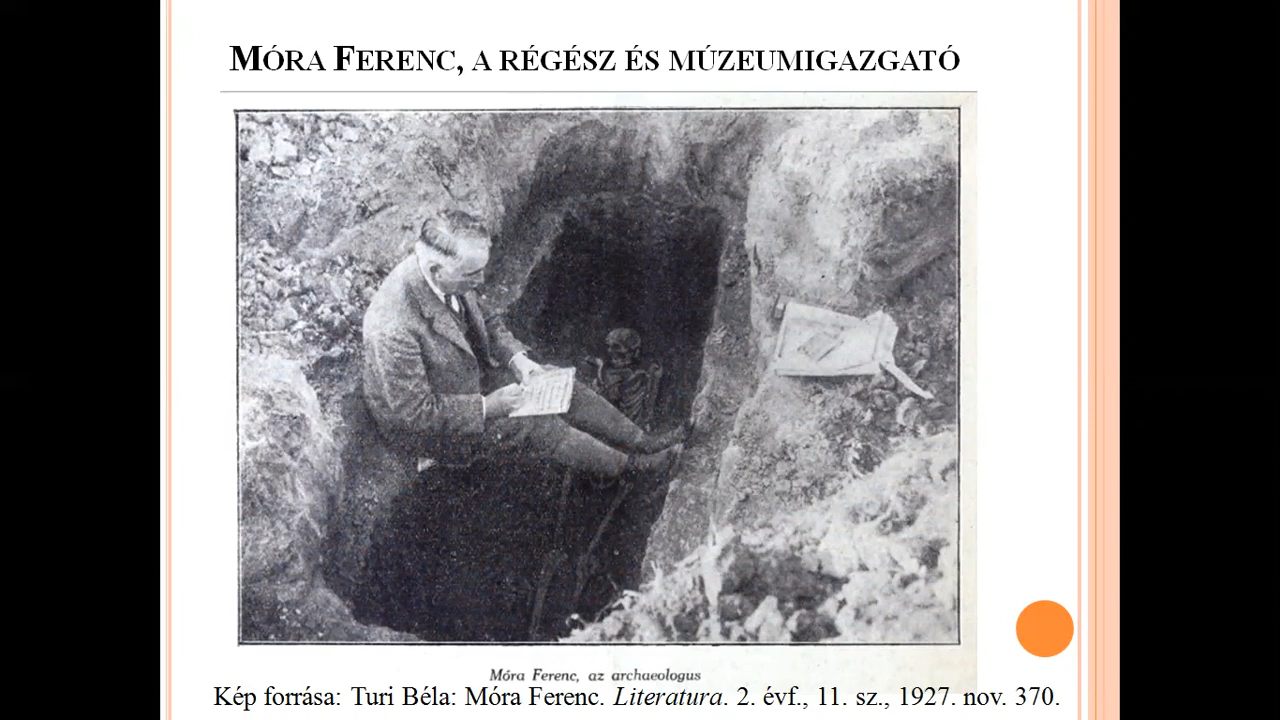 MÓRA FERENC, A RÉGÉSZ ÉS MÚZEUMIGAZGATÓ
Móra Ferenc, az archaeologus
Kép forrása: Turi Béla: Móra Ferenc. Literatura. 2. évf., 11. sz., 1927. nov. 370.